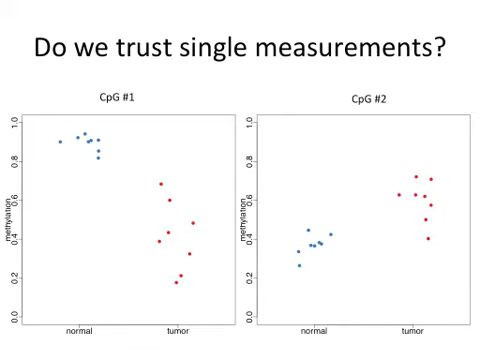 Do we trust single measurements?
CpG #1
CpG #2
methylation
0.0
0.2
0.4
0.6
0.8
1.0
normal
tumor
methylation
0.0
0.2
0.4
0.6
0.8
1.0
normal
tumor